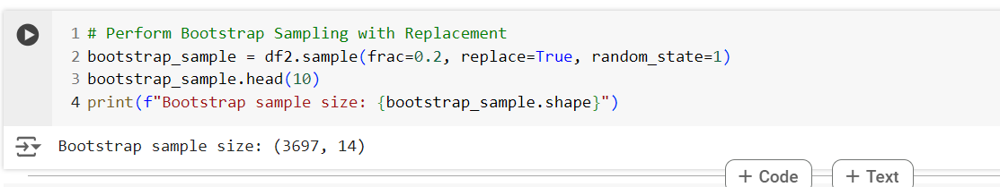 1 # Perform Bootstrap Sampling with Replacement
2 bootstrap_sample = df2.sample(frac=0.2, replace=True, random_state=1)
3 bootstrap_sample.head(10)
4 print(f"Bootstrap sample size: {bootstrap_sample.shape}")
Bootstrap sample size: (3697, 14)
+ Code + Text